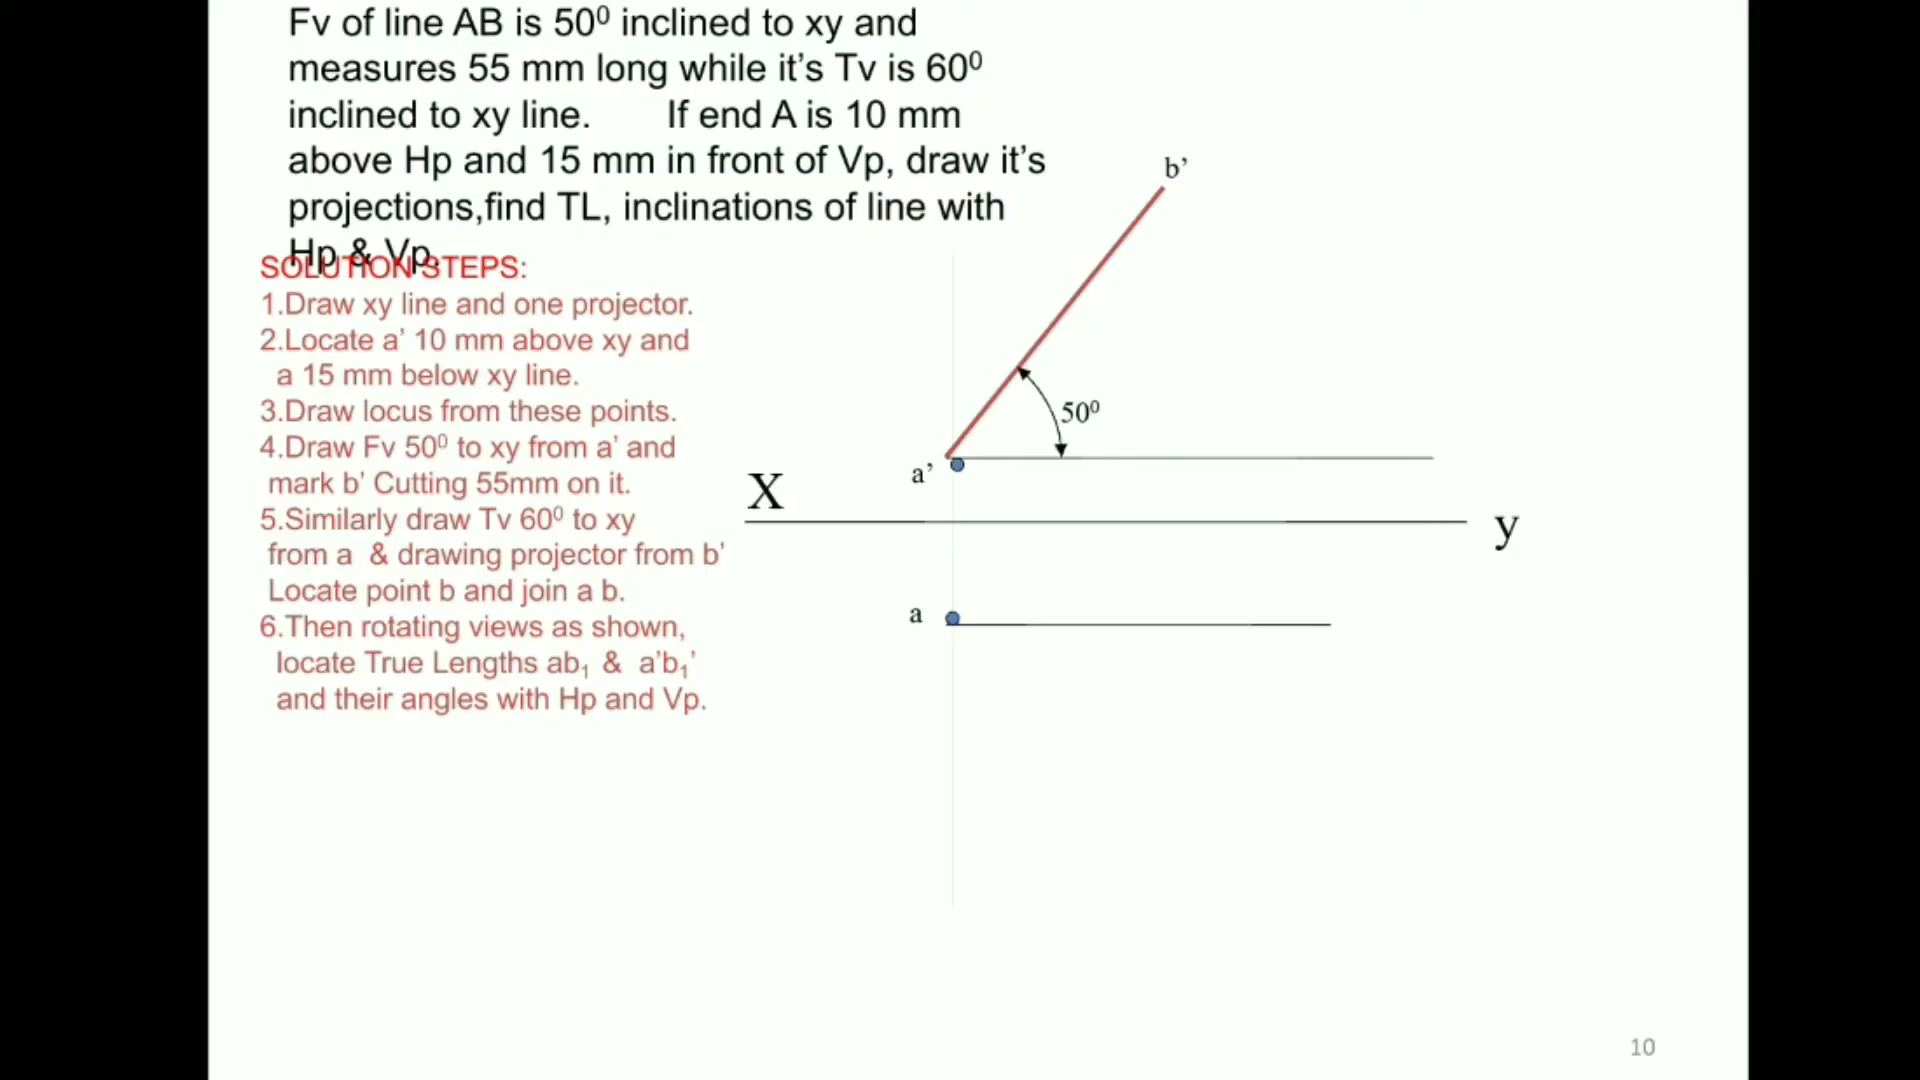 Fv of line AB is 50⁰ inclined to xy and
measures 55 mm long while it’s Tv is 60⁰
inclined to xy line. If end A is 10 mm
above Hp and 15 mm in front of Vp, draw it’s
projections,find TL, inclinations of line with
Hp & Vp.
SOLUTION STEPS:
1.Draw xy line and one projector.
2.Locate a’ 10 mm above xy and
a 15 mm below xy line.
3.Draw locus from these points.
4.Draw Fv 50⁰ to xy from a’ and
mark b’ Cutting 55mm on it.
5.Similarly draw Tv 60⁰ to xy
from a & drawing projector from b’
Locate point b and join a b.
6.Then rotating views as shown,
locate True Lengths ab₁ & a’b₁’
and their angles with Hp and Vp.
b’
50⁰
a’
X
y
a
10